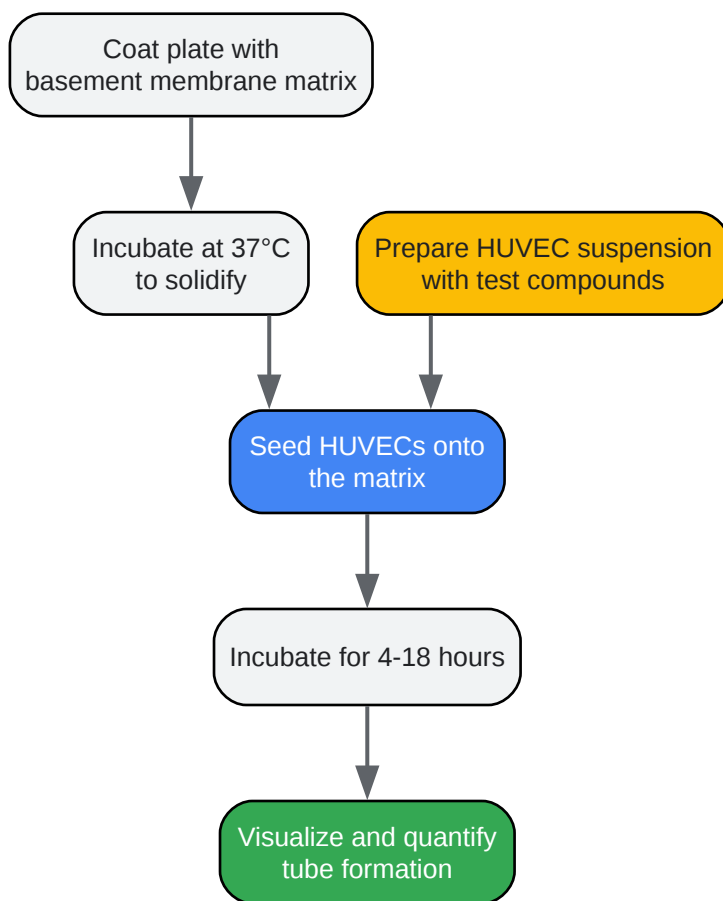 Coat plate with
basement membrane matrix
Incubate at 37°C
to solidify
Prepare HUVEC suspension
with test compounds
Seed HUVECs onto
the matrix
Incubate for 4-18 hours
Visualize and quantify
tube formation